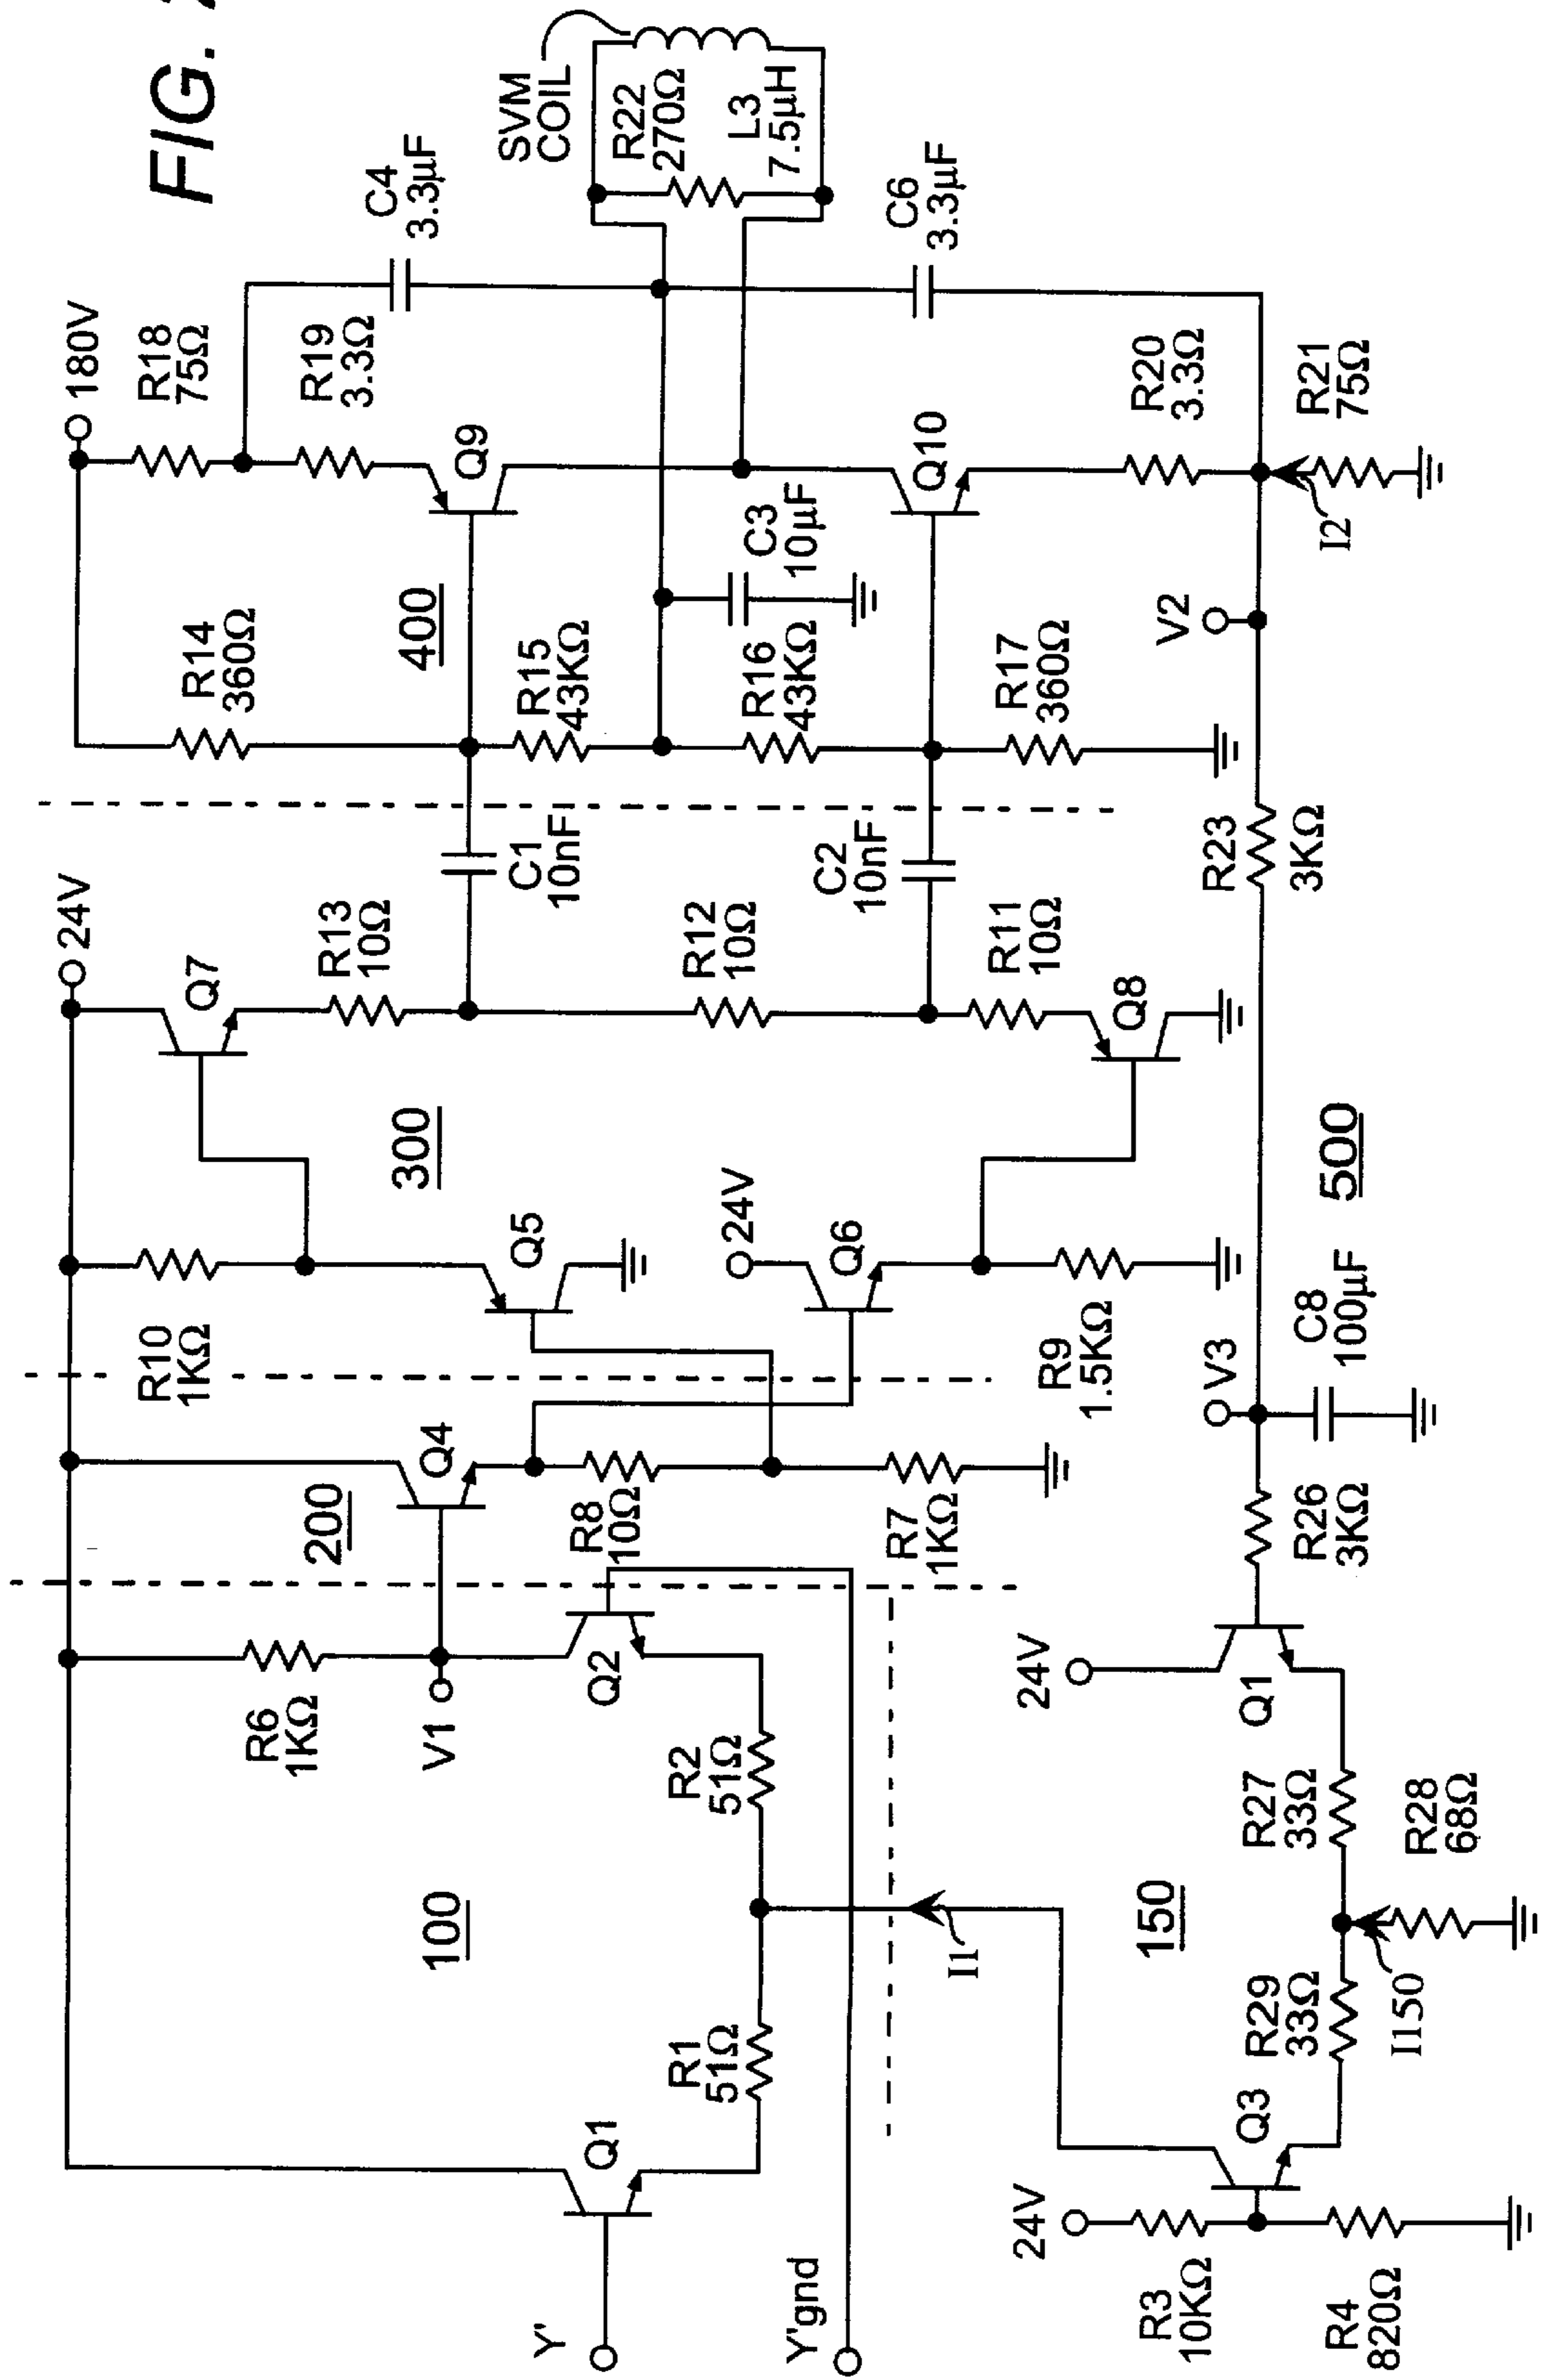 FIG. 2
180V
R18
75Ω
C4
3.3µF
SVM
COIL
R22
270Ω
L3
7.5µH
R19
3.3Ω
Q9
R14
360Ω
400
R15
43KΩ
C3
10µF
R16
43KΩ
Q10
C6
3.3µF
R17
360Ω
R20
3.3Ω
R21
75Ω
I2
V2
24V
Q7
R13
10Ω
C1
10nF
R12
10Ω
C2
10nF
R11
10Ω
Q8
R23
3KΩ
300
R10
1KΩ
Q5
24V
Q6
R9
1.5KΩ
500
V3
C8
100µF
200
Q4
R8
10Ω
R7
1KΩ
R26
3KΩ
R6
1KΩ
V1
Q2
R2
51Ω
24V
Q1
R27
33Ω
R28
68Ω
100
I1
150
R1
51Ω
R29
33Ω
I150
Q1
Q3
Y'
Y'gnd
24V
R3
10KΩ
R4
820Ω